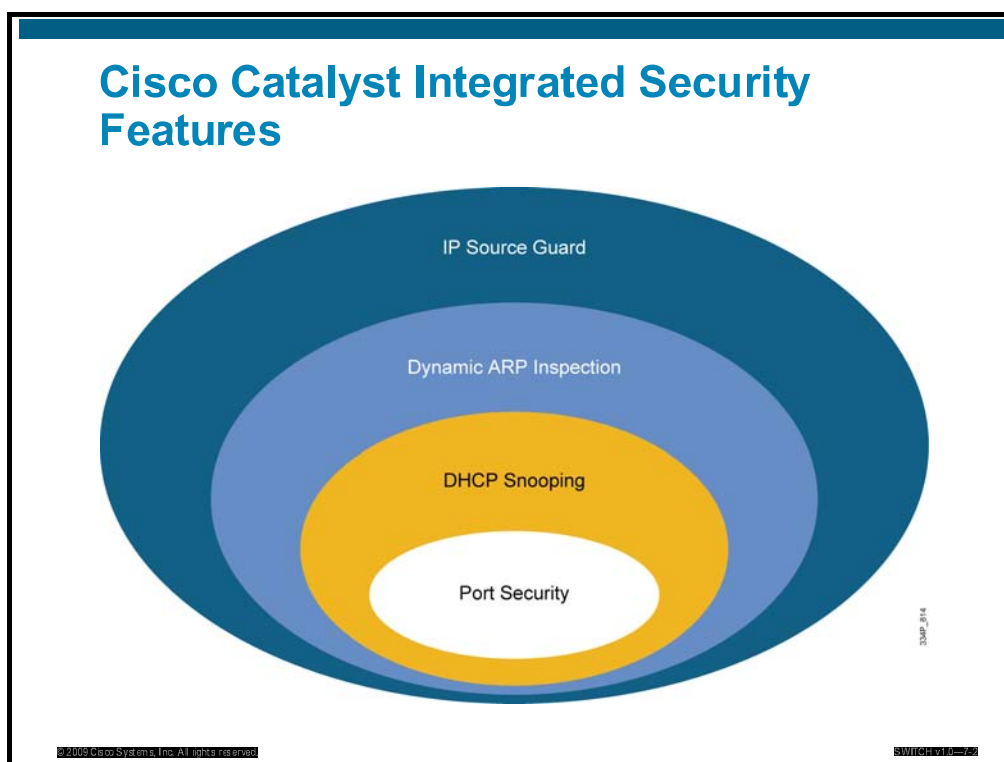 Cisco Catalyst Integrated Security
Features
IP Source Guard
Dynamic ARP Inspection
DHCP Snooping
Port Security
334P_814
© 2009 Cisco Systems, Inc. All rights reserved.
SWITCH v1.0—7-2